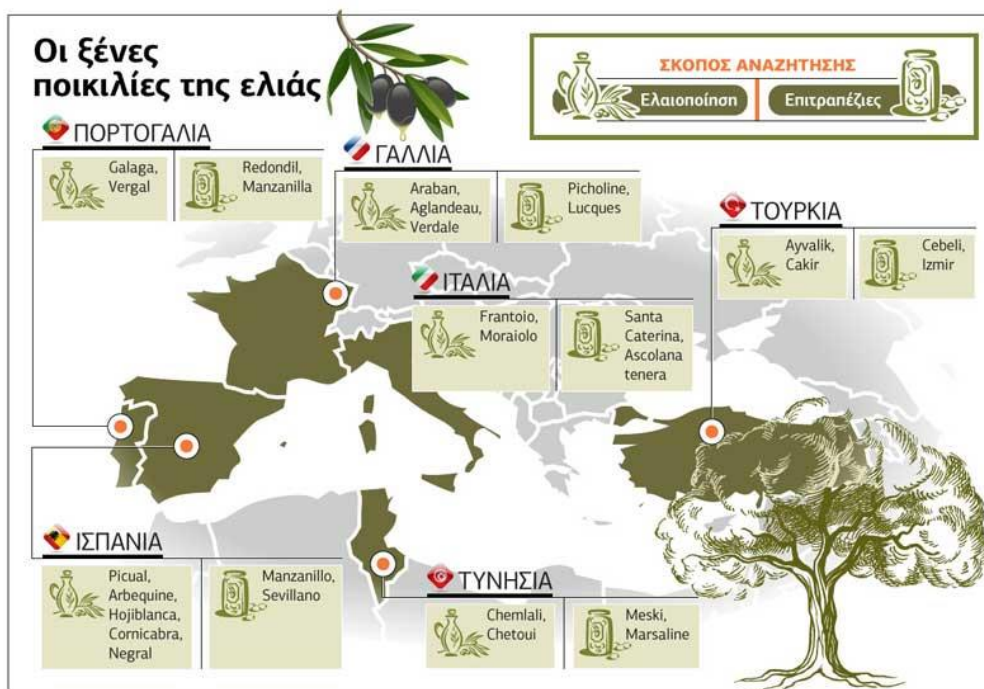 Οι ξένες
ποικιλίες της ελιάς
ΣΚΟΠΟΣ ΑΝΑΖΗΤΗΣΗΣ
Ελαιοποίηση
Επιτραπέζιες
ΠΟΡΤΟΓΑΛΙΑ
Galaga,
Vergal
Redondil,
Manzanilla
ΓΑΛΛΙΑ
Araban,
Aglandeau,
Verdale
Picholine,
Lucques
ΤΟΥΡΚΙΑ
Ayvalik,
Cakir
Cebeli,
Izmir
ΙΤΑΛΙΑ
Frantoio,
Moraiolo
Santa
Caterina,
Ascolana
tenera
ΙΣΠΑΝΙΑ
Picual,
Arbequine,
Hojiblanca,
Cornicabra,
Negral
Manzanillo,
Sevillano
ΤΥΝΗΣΙΑ
Chemlali,
Chetoui
Meski,
Marsaline